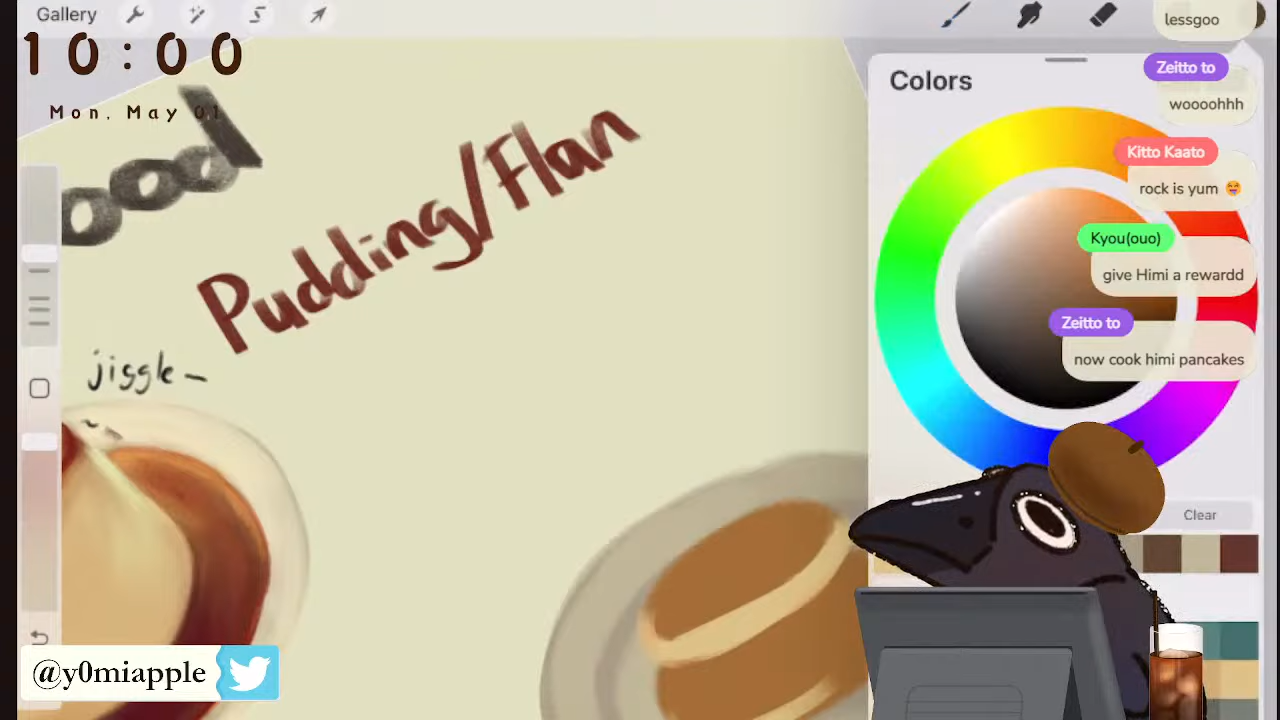 Gallery
lessgoo
10:00
Zeitto to
Colors
woooohhh
Mon, May 01
ood
Pudding/Flan
Kitto Kaato
rock is yum 😝
Kyou(ouo)
give Himi a rewardd
Zeitto to
now cook himi pancakes
jiggle~
Clear
@y0miapple